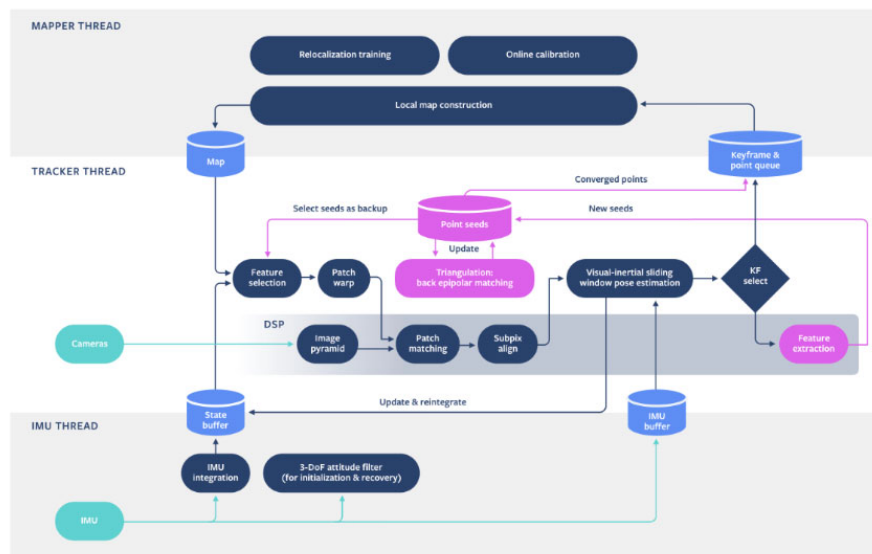 MAPPER THREAD
Relocalization training
Online calibration
Local map construction
Map
Keyframe &
point queue
TRACKER THREAD
Converged points
Select seeds as backup
Point seeds
New seeds
Update
Feature
selection
Patch
warp
Triangulation:
back epipolar matching
Visual-inertial sliding
window pose estimation
KF
select
DSP
Cameras
Image
pyramid
Patch
matching
Subpix
align
Feature
extraction
Update & reintegrate
State
buffer
IMU
buffer
IMU THREAD
IMU
integration
3-DoF attitude filter
(for initialization & recovery)
IMU